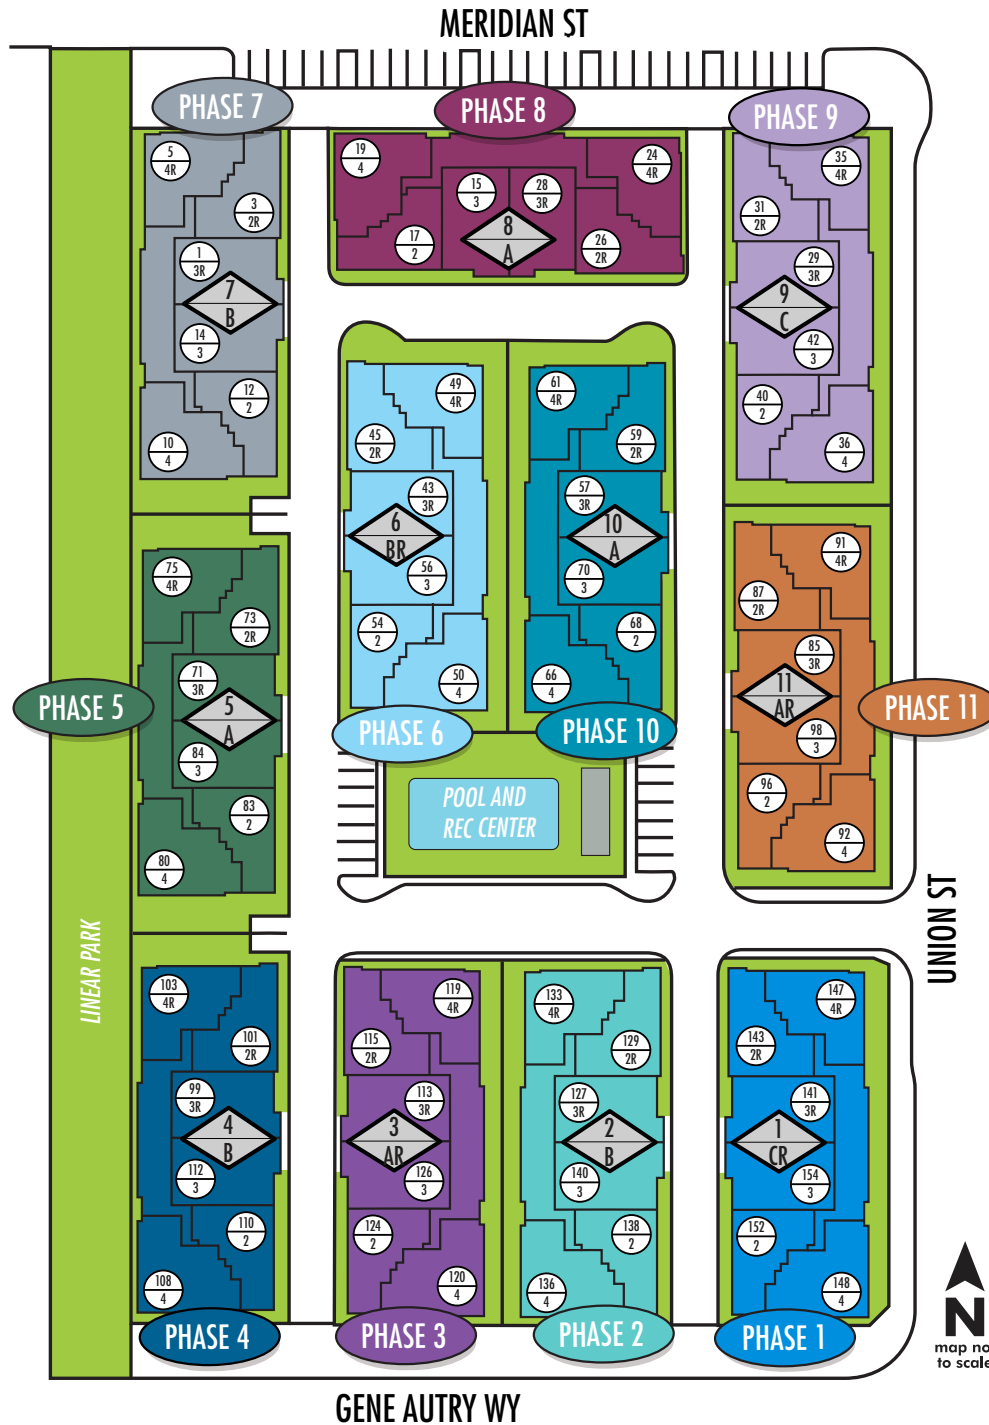 MERIDIAN ST
PHASE 7
PHASE 8
PHASE 9
5
4R
3
2R
1
3R
7
B
14
3
12
2
10
4
19
4
15
3
28
3R
24
4R
17
2
8
A
26
2R
35
4R
31
2R
29
3R
9
C
42
3
40
2
36
4
49
4R
45
2R
43
3R
6
BR
56
3
54
2
50
4
PHASE 6
61
4R
59
2R
57
3R
10
A
70
3
68
2
66
4
PHASE 10
75
4R
73
2R
71
3R
5
A
84
3
83
2
80
4
PHASE 5
91
4R
87
2R
85
3R
11
AR
98
3
96
2
92
4
PHASE 11
POOL AND
REC CENTER
LINEAR PARK
UNION ST
103
4R
101
2R
99
3R
4
B
112
3
110
2
108
4
PHASE 4
119
4R
115
2R
113
3R
3
AR
126
3
124
2
120
4
PHASE 3
133
4R
129
2R
127
3R
2
B
140
3
138
2
136
4
PHASE 2
147
4R
143
2R
141
3R
1
CR
154
3
152
2
148
4
PHASE 1
N
map no
to scale
GENE AUTRY WY